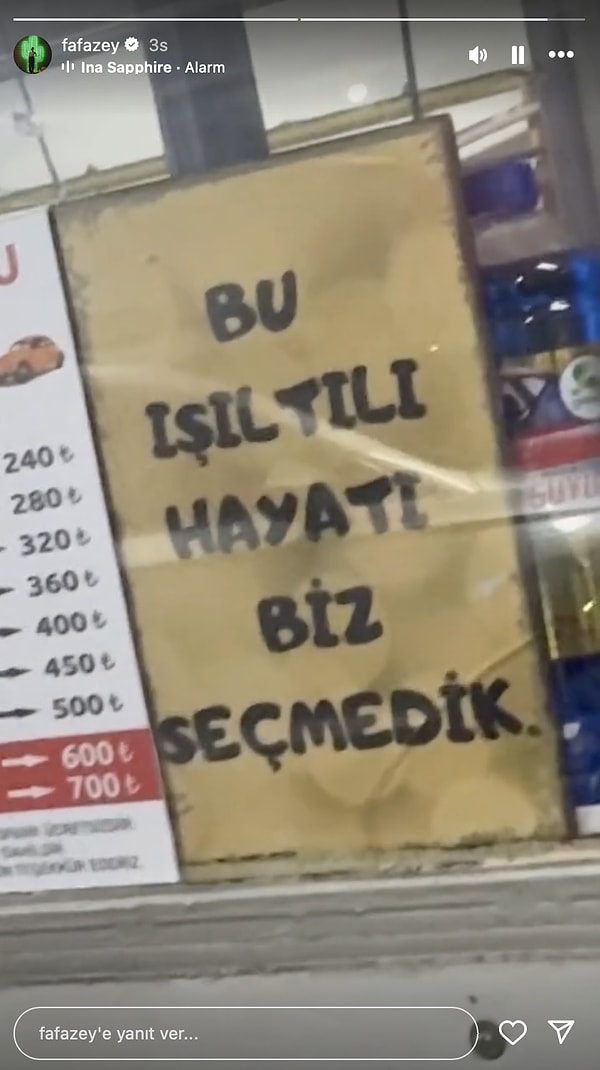 fafazey 3s
Ina Sapphire · Alarm
U
BU
IŞILTILI
HAYATI
BİZ
SEÇMEDİK.
240₺
280₺
320₺
360₺
400₺
450₺
500₺
600₺
700₺
fafazey'e yanıt ver...